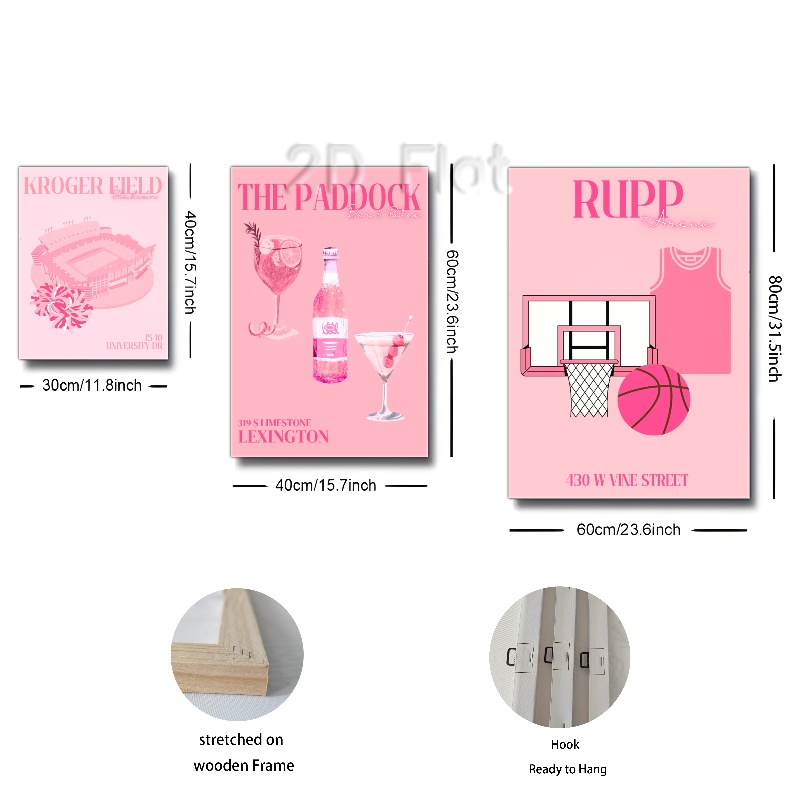 2D Flat
KROGER FIELD
Stadium
1540
UNIVERSITY DR
40cm/15.7inch
30cm/11.8inch
THE PADDOCK
319 S LIMESTONE
LEXINGTON
60cm/23.6inch
40cm/15.7inch
RUPP
Arena
430 W VINE STREET
80cm/31.5inch
60cm/23.6inch
stretched on
wooden Frame
Hook
Ready to Hang